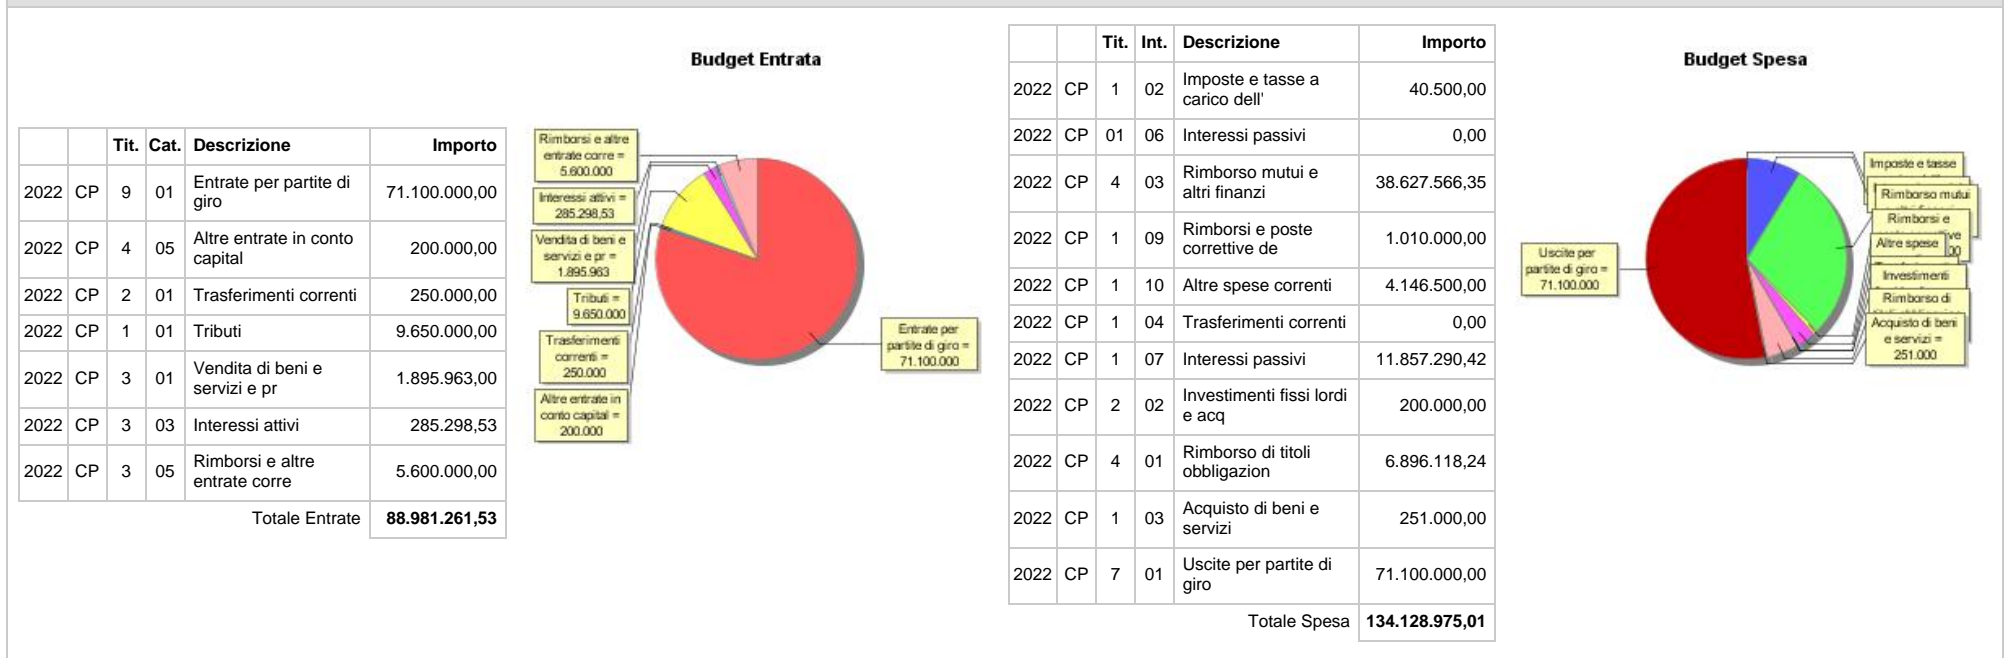 Tit. Cat. Descrizione Importo
2022 CP 9 01 Entrate per partite di
giro 71.100.000,00
2022 CP 4 05 Altre entrate in conto
capital 200.000,00
2022 CP 2 01 Trasferimenti correnti 250.000,00
2022 CP 1 01 Tributi 9.650.000,00
2022 CP 3 01 Vendita di beni e
servizi e pr 1.895.963,00
2022 CP 3 03 Interessi attivi 285.298,53
2022 CP 3 05 Rimborsi e altre
entrate corre 5.600.000,00
Totale Entrate 88.981.261,53
Budget Entrata
Rimborsi e altre
entrate corre =
5.600.000
Interessi attivi =
285.298,53
Vendita di beni e
servizi e pr =
1.895.963
Tributi =
9.650.000
Trasferimenti
correnti =
250.000
Altre entrate in
conto capital =
200.000
Entrate per
partite di giro =
71.100.000
Tit. Int. Descrizione Importo
2022 CP 1 02 Imposte e tasse a
carico dell' 40.500,00
2022 CP 01 06 Interessi passivi 0,00
2022 CP 4 03 Rimborso mutui e
altri finanzi 38.627.566,35
2022 CP 1 09 Rimborsi e poste
correttive de 1.010.000,00
2022 CP 1 10 Altre spese correnti 4.146.500,00
2022 CP 1 04 Trasferimenti correnti 0,00
2022 CP 1 07 Interessi passivi 11.857.290,42
2022 CP 2 02 Investimenti fissi lordi
e acq 200.000,00
2022 CP 4 01 Rimborso di titoli
obbligazion 6.896.118,24
2022 CP 1 03 Acquisto di beni e
servizi 251.000,00
2022 CP 7 01 Uscite per partite di
giro 71.100.000,00
Totale Spesa 134.128.975,01
Budget Spesa
Uscite per
partite di giro =
71.100.000
Imposte e tasse
Rimborso mutui
Rimborsi e
Altre spese
Investimenti
Rimborso di
Acquisto di beni
e servizi =
251.000